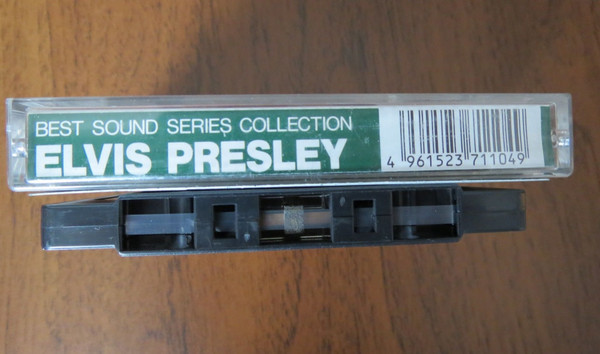 BEST SOUND SERIES COLLECTION
ELVIS PRESLEY
4 961523 711049